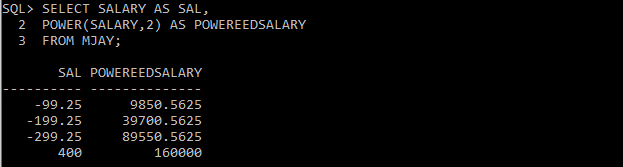 SQL> SELECT SALARY AS SAL,
2 POWER(SALARY,2) AS POWEREEDSALARY
3 FROM MJAY;
SAL POWEREEDSALARY
---------- --------------
-99.25 9850.5625
-199.25 39700.5625
-299.25 89550.5625
400 160000